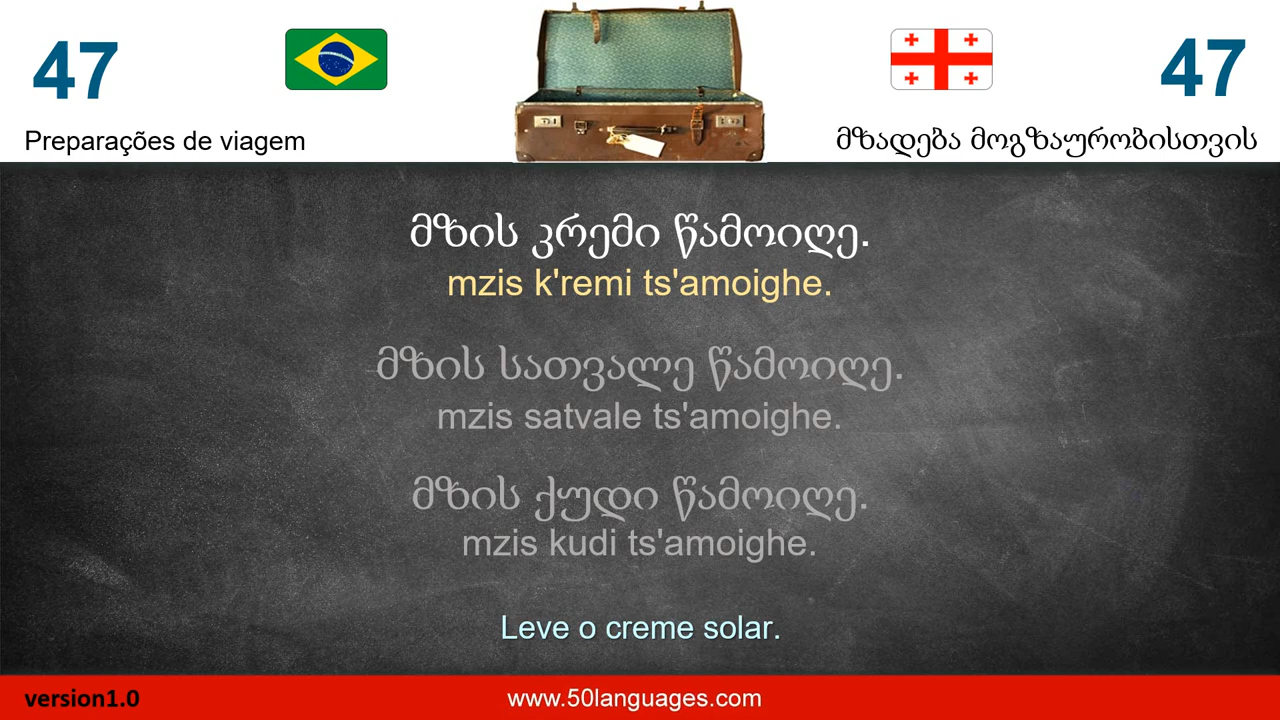 47
47
Preparações de viagem
მზადება მოგზაურობისთვის
მზის კრემი წამოიღე.
mzis k'remi ts'amoighe.
მზის სათვალე წამოიღე.
mzis satvale ts'amoighe.
მზის ქუდი წამოიღე.
mzis kudi ts'amoighe.
Leve o creme solar.
version1.0
www.50languages.com